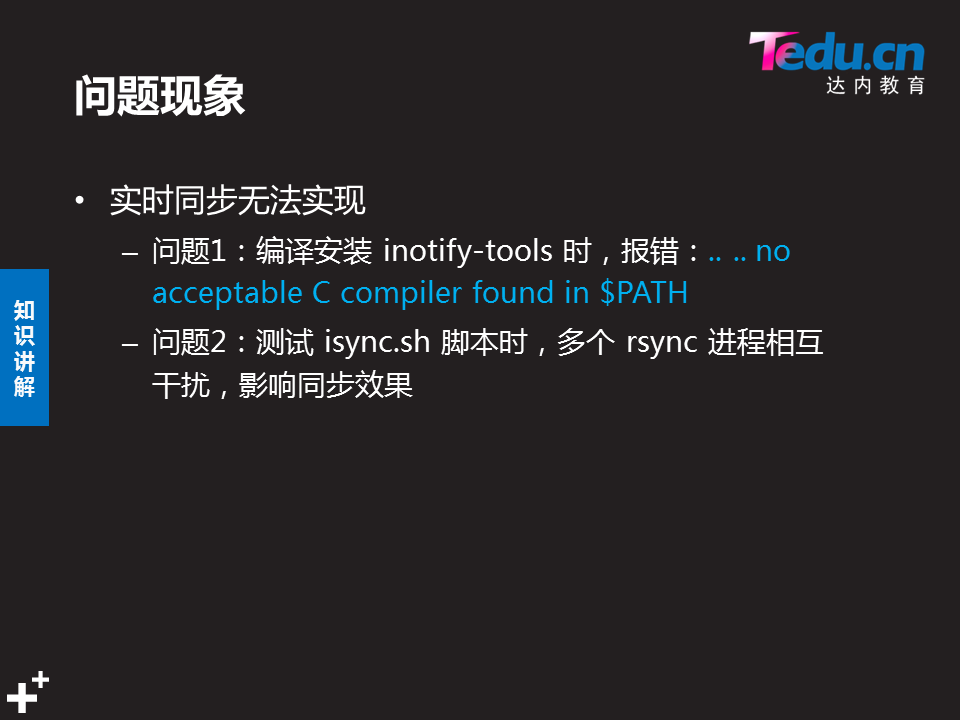 Tedu.cn
达内教育
问题现象
• 实时同步无法实现
– 问题1：编译安装 inotify-tools 时，报错：.. .. no
acceptable C compiler found in $PATH
– 问题2：测试 isync.sh 脚本时，多个 rsync 进程相互
干扰，影响同步效果
知
识
讲
解